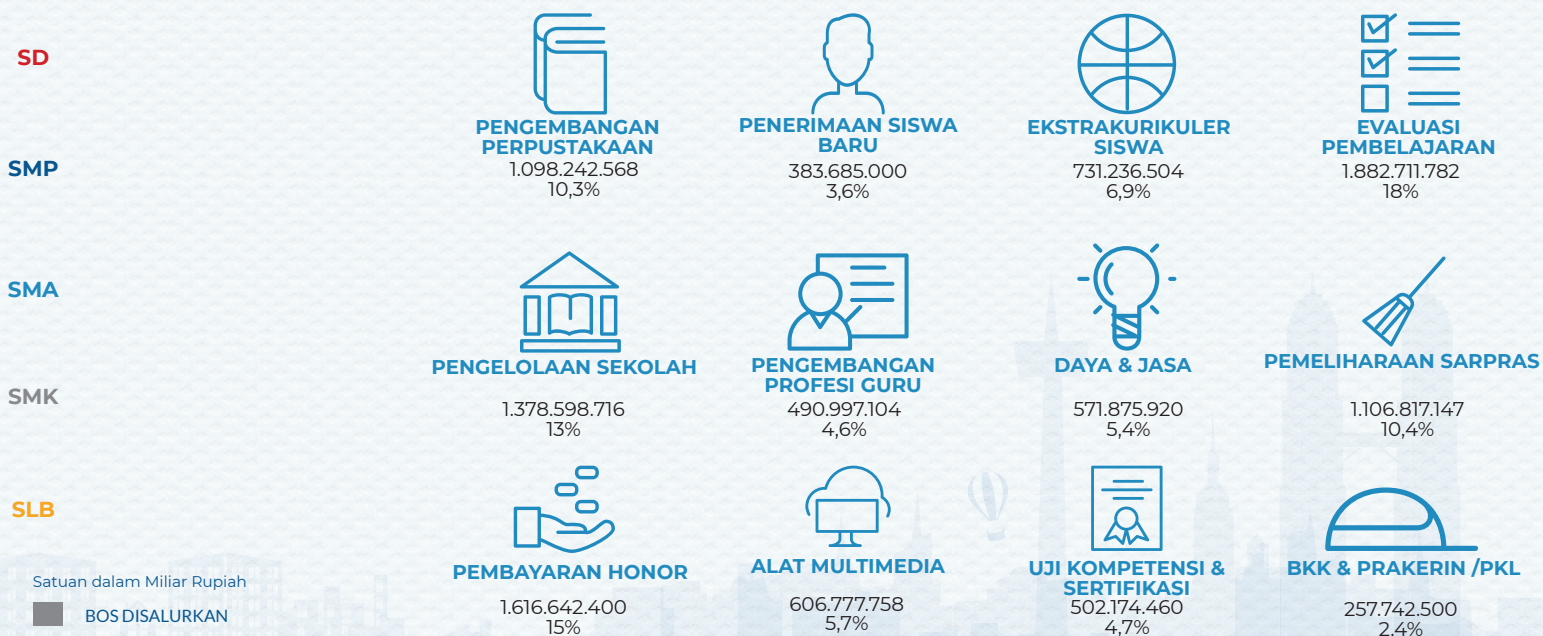 SD
SMP
SMA
SMK
SLB
Satuan dalam Miliar Rupiah
BOS DISALURKAN
PENGEMBANGAN
PERPUSTAKAAN
1.098.242.568
10,3%
PENERIMAAN SISWA
BARU
383.685.000
3,6%
EKSTRAKURIKULER
SISWA
731.236.504
6,9%
EVALUASI
PEMBELAJARAN
1.882.711.782
18%
PENGELOLAAN SEKOLAH
1.378.598.716
13%
PENGEMBANGAN
PROFESI GURU
490.997.104
4,6%
DAYA & JASA
571.875.920
5,4%
PEMELIHARAAN SARPRAS
1.106.817.147
10,4%
PEMBAYARAN HONOR
1.616.642.400
15%
ALAT MULTIMEDIA
606.777.758
5,7%
UJI KOMPETENSI &
SERTIFIKASI
502.174.460
4,7%
BKK & PRAKERIN /PKL
257.742.500
2.4%